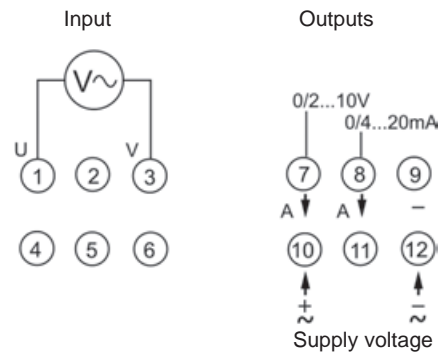 Input
Outputs
V~
0/2...10V
0/4...20mA
U
V
1
2
3
7
8
9
A
A
–
4
5
6
10
11
12
+
~
–
~
Supply voltage